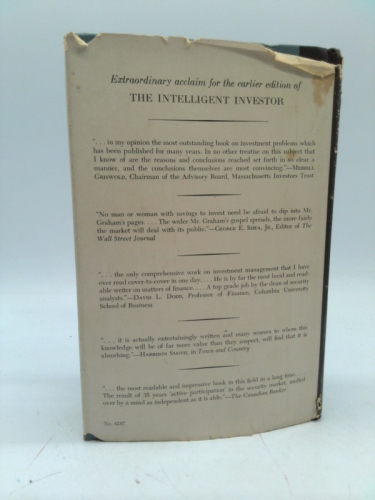 Extraordinary acclaim for the earlier edition of
THE INTELLIGENT INVESTOR
". . . in my opinion the most outstanding book on investment problems which
has been published for many years. In no other treatise on this subject that
I know of are the reasons and conclusions reached set forth in so clear a
manner, and the conclusions themselves are most convincing."—MERRILL
GRISWOLD, Chairman of the Advisory Board, Massachusetts Investors Trust
"No man or woman with savings to invest need be afraid to dip into Mr.
Graham's pages. . . . The wider Mr. Graham's gospel spreads, the more fairly
the market will deal with its public."—GEORGE E. SHEA, JR., Editor of The
Wall Street Journal
". . . the only comprehensive work on investment management that I have
ever read cover-to-cover in one day. . . . He is by far the most lucid and read-
able writer on matters of finance. . . . A top grade job by the dean of security
analysts."—DAVID L. DODD, Professor of Finance, Columbia University
School of Business
". . . it is actually entertainingly written and many women to whom this
knowledge will be of far more value than they suspect, will find that it is
absorbing."—HARRISON SMITH, in Town and Country
". . . the most readable and impressive book in this field in a long time. . . .
The result of 35 years 'active participation' in the security market, mulled
over by a mind as independent as it is able."—The Canadian Banker
No. 6247